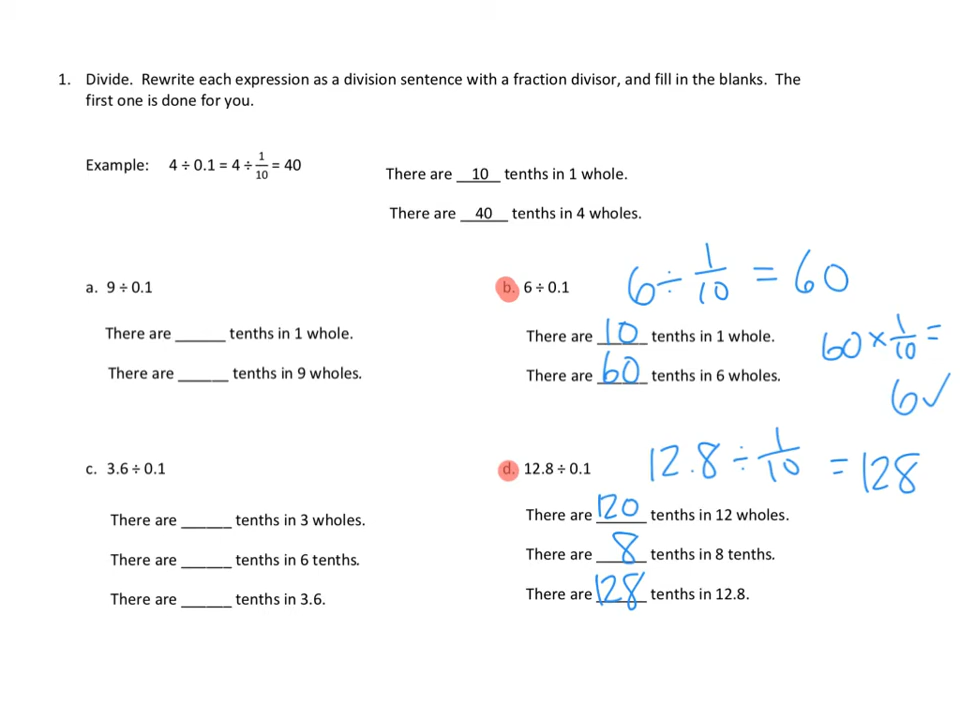 1. Divide. Rewrite each expression as a division sentence with a fraction divisor, and fill in the blanks. The
first one is done for you.
Example: 4 ÷ 0.1 = 4 ÷ 1/10 = 40
There are 10 tenths in 1 whole.
There are 40 tenths in 4 wholes.
a. 9 ÷ 0.1
There are ______ tenths in 1 whole.
There are ______ tenths in 9 wholes.
b. 6 ÷ 0.1
6 ÷ 1/10 = 60
There are 10 tenths in 1 whole.
There are 60 tenths in 6 wholes.
60 × 1/10 =
6 ✓
c. 3.6 ÷ 0.1
There are ______ tenths in 3 wholes.
There are ______ tenths in 6 tenths.
There are ______ tenths in 3.6.
d. 12.8 ÷ 0.1
12.8 ÷ 1/10 = 128
There are 120 tenths in 12 wholes.
There are 8 tenths in 8 tenths.
There are 128 tenths in 12.8.